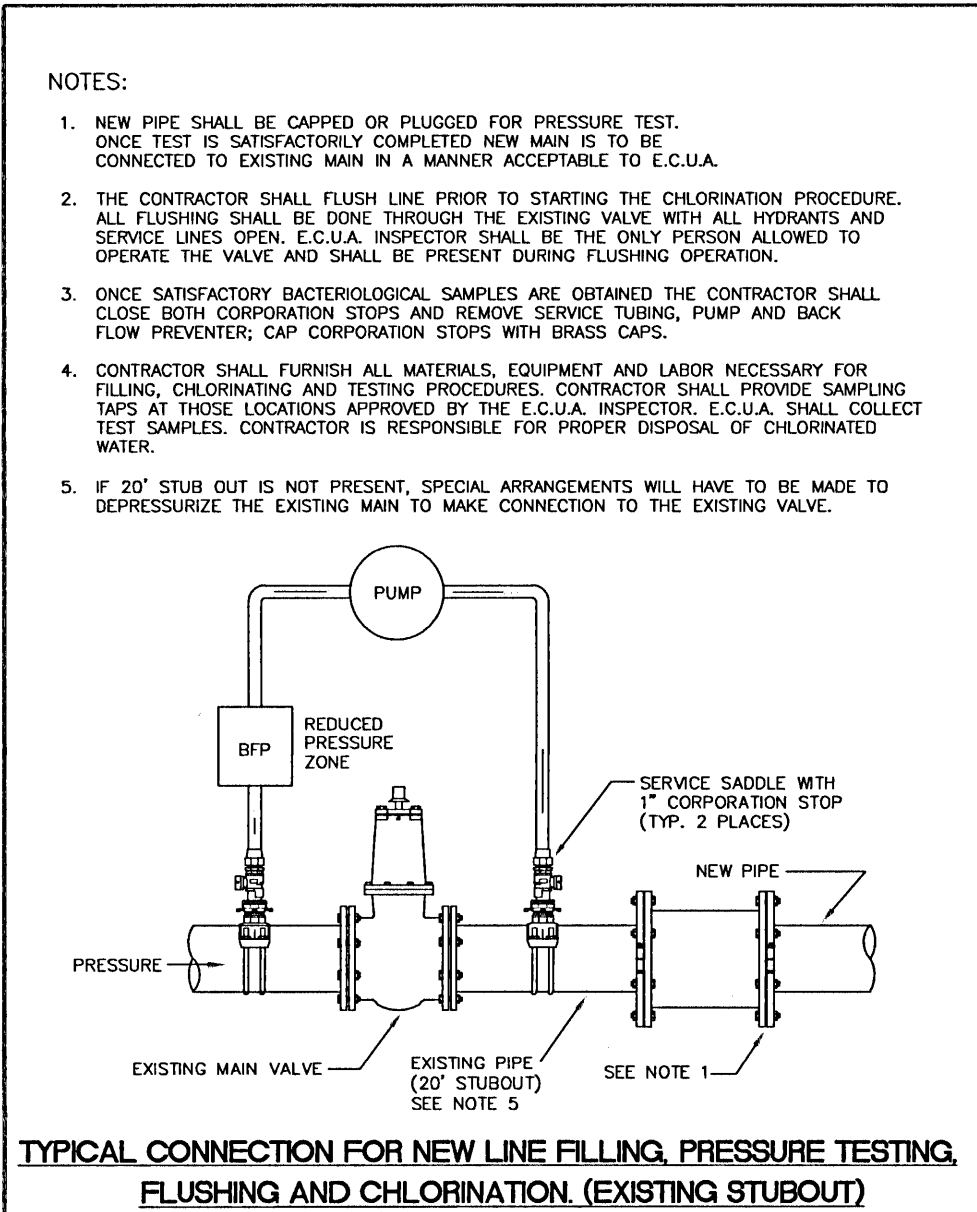 NOTES:
1. NEW PIPE SHALL BE CAPPED OR PLUGGED FOR PRESSURE TEST.
ONCE TEST IS SATISFACTORILY COMPLETED NEW MAIN IS TO BE
CONNECTED TO EXISTING MAIN IN A MANNER ACCEPTABLE TO E.C.U.A.
2. THE CONTRACTOR SHALL FLUSH LINE PRIOR TO STARTING THE CHLORINATION PROCEDURE.
ALL FLUSHING SHALL BE DONE THROUGH THE EXISTING VALVE WITH ALL HYDRANTS AND
SERVICE LINES OPEN. E.C.U.A. INSPECTOR SHALL BE THE ONLY PERSON ALLOWED TO
OPERATE THE VALVE AND SHALL BE PRESENT DURING FLUSHING OPERATION.
3. ONCE SATISFACTORY BACTERIOLOGICAL SAMPLES ARE OBTAINED THE CONTRACTOR SHALL
CLOSE BOTH CORPORATION STOPS AND REMOVE SERVICE TUBING, PUMP AND BACK
FLOW PREVENTER; CAP CORPORATION STOPS WITH BRASS CAPS.
4. CONTRACTOR SHALL FURNISH ALL MATERIALS, EQUIPMENT AND LABOR NECESSARY FOR
FILLING, CHLORINATING AND TESTING PROCEDURES. CONTRACTOR SHALL PROVIDE SAMPLING
TAPS AT THOSE LOCATIONS APPROVED BY THE E.C.U.A. INSPECTOR. E.C.U.A. SHALL COLLECT
TEST SAMPLES. CONTRACTOR IS RESPONSIBLE FOR PROPER DISPOSAL OF CHLORINATED
WATER.
5. IF 20' STUB OUT IS NOT PRESENT, SPECIAL ARRANGEMENTS WILL HAVE TO BE MADE TO
DEPRESSURIZE THE EXISTING MAIN TO MAKE CONNECTION TO THE EXISTING VALVE.
PUMP
BFP
REDUCED
PRESSURE
ZONE
SERVICE SADDLE WITH
1" CORPORATION STOP
(TYP. 2 PLACES)
NEW PIPE
PRESSURE
EXISTING MAIN VALVE
EXISTING PIPE
(20' STUBOUT)
SEE NOTE 5
SEE NOTE 1
TYPICAL CONNECTION FOR NEW LINE FILLING, PRESSURE TESTING,
FLUSHING AND CHLORINATION. (EXISTING STUBOUT)